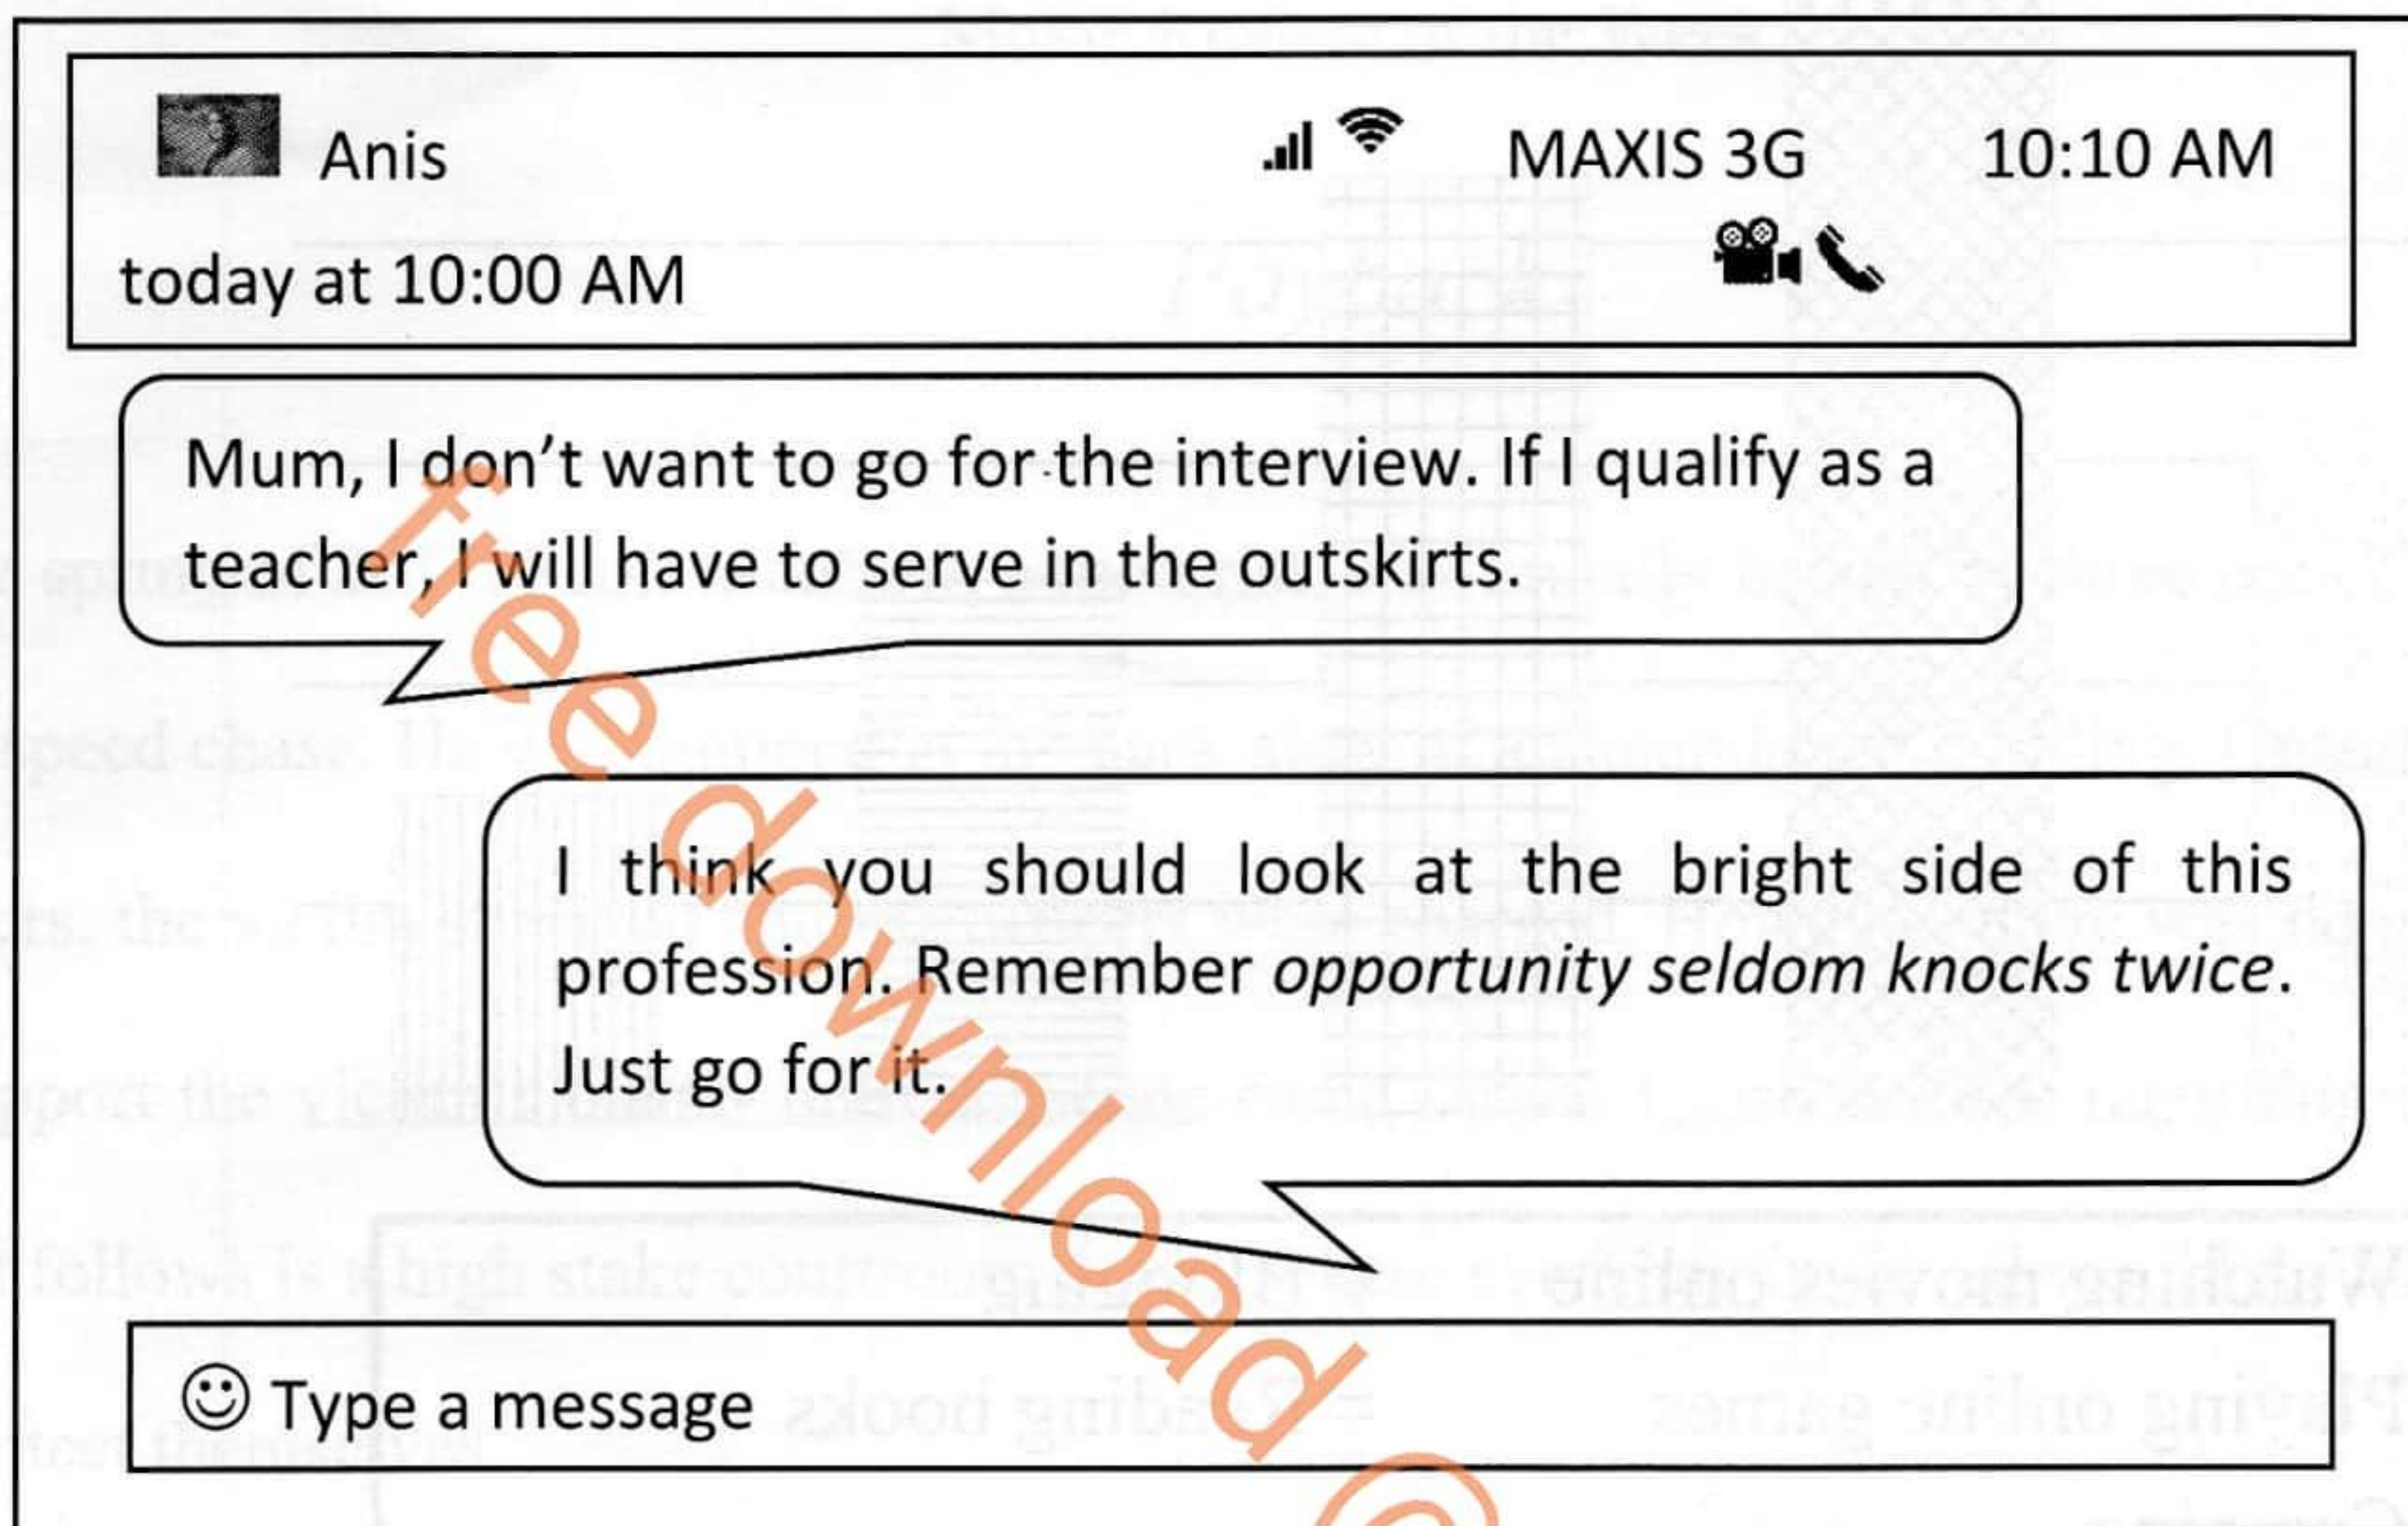 Anis MAXIS 3G 10:10 AM
today at 10:00 AM
Mum, I don't want to go for the interview. If I qualify as a
teacher, I will have to serve in the outskirts.
I think you should look at the bright side of this
profession. Remember opportunity seldom knocks twice.
Just go for it.
Type a message
free download @